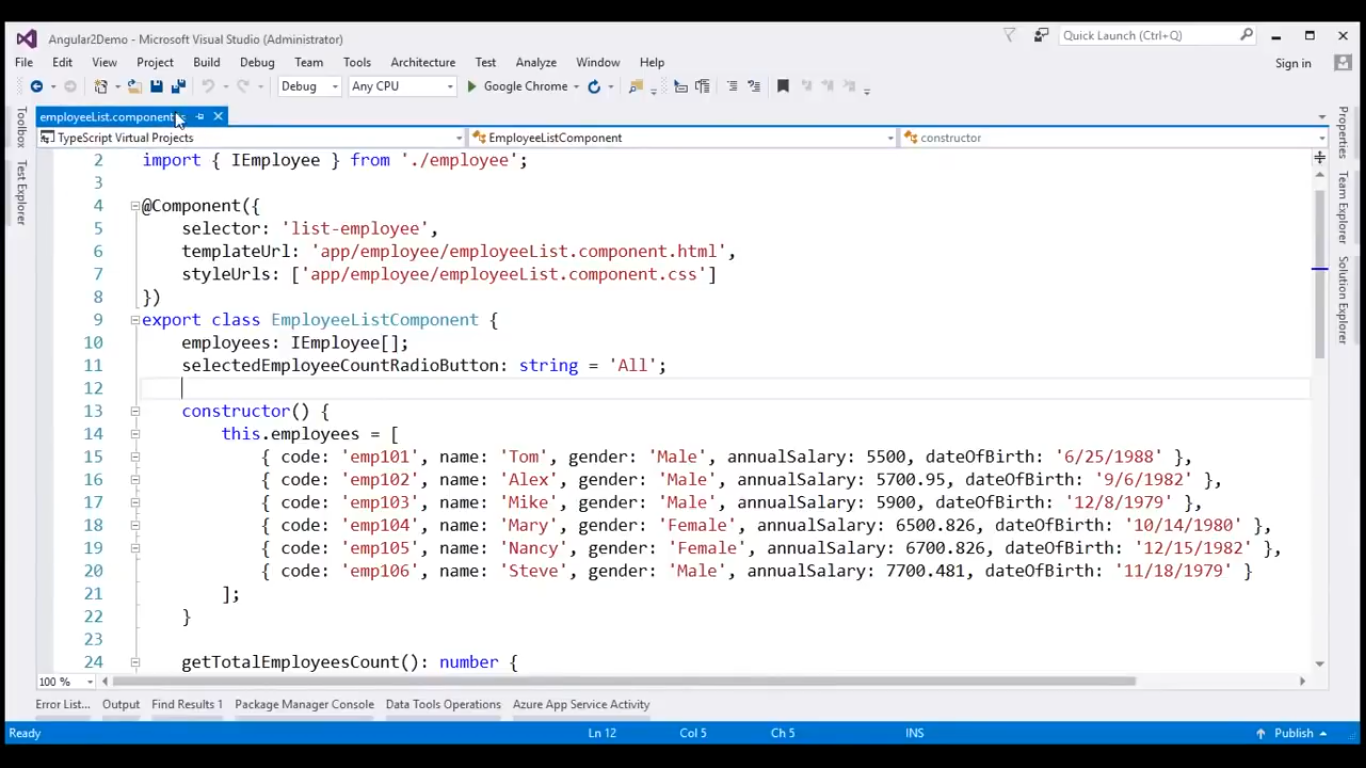 Angular2Demo - Microsoft Visual Studio (Administrator)
Quick Launch (Ctrl+Q)
File Edit View Project Build Debug Team Tools Architecture Test Analyze Window Help
Sign in
Debug Any CPU Google Chrome
employeeList.component
TypeScript Virtual Projects EmployeeListComponent constructor
Toolbox
Test Explorer
Properties
Team Explorer
Solution Explorer
2 import { IEmployee } from './employee';
3
4 @Component({
5 selector: 'list-employee',
6 templateUrl: 'app/employee/employeeList.component.html',
7 styleUrls: ['app/employee/employeeList.component.css']
8 })
9 export class EmployeeListComponent {
10 employees: IEmployee[];
11 selectedEmployeeCountRadioButton: string = 'All';
12
13 constructor() {
14 this.employees = [
15 { code: 'emp101', name: 'Tom', gender: 'Male', annualSalary: 5500, dateOfBirth: '6/25/1988' },
16 { code: 'emp102', name: 'Alex', gender: 'Male', annualSalary: 5700.95, dateOfBirth: '9/6/1982' },
17 { code: 'emp103', name: 'Mike', gender: 'Male', annualSalary: 5900, dateOfBirth: '12/8/1979' },
18 { code: 'emp104', name: 'Mary', gender: 'Female', annualSalary: 6500.826, dateOfBirth: '10/14/1980' },
19 { code: 'emp105', name: 'Nancy', gender: 'Female', annualSalary: 6700.826, dateOfBirth: '12/15/1982' },
20 { code: 'emp106', name: 'Steve', gender: 'Male', annualSalary: 7700.481, dateOfBirth: '11/18/1979' }
21 ];
22 }
23
24 getTotalEmployeesCount(): number {
100 %
Error List... Output Find Results 1 Package Manager Console Data Tools Operations Azure App Service Activity
Ready Ln 12 Col 5 Ch 5 INS Publish